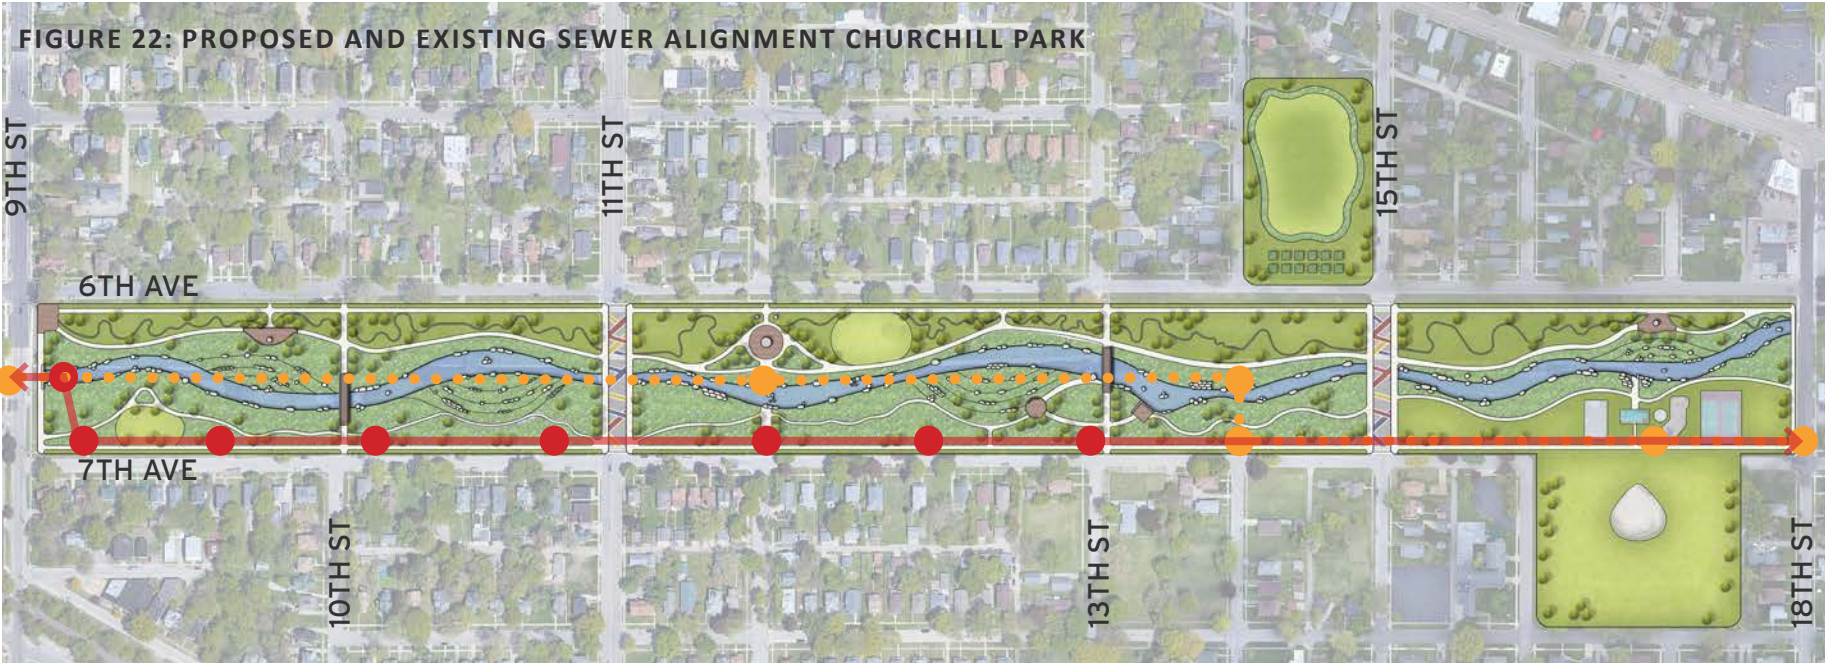 FIGURE 22: PROPOSED AND EXISTING SEWER ALIGNMENT CHURCHILL PARK
9TH ST
11TH ST
15TH ST
6TH AVE
7TH AVE
10TH ST
13TH ST
18TH ST